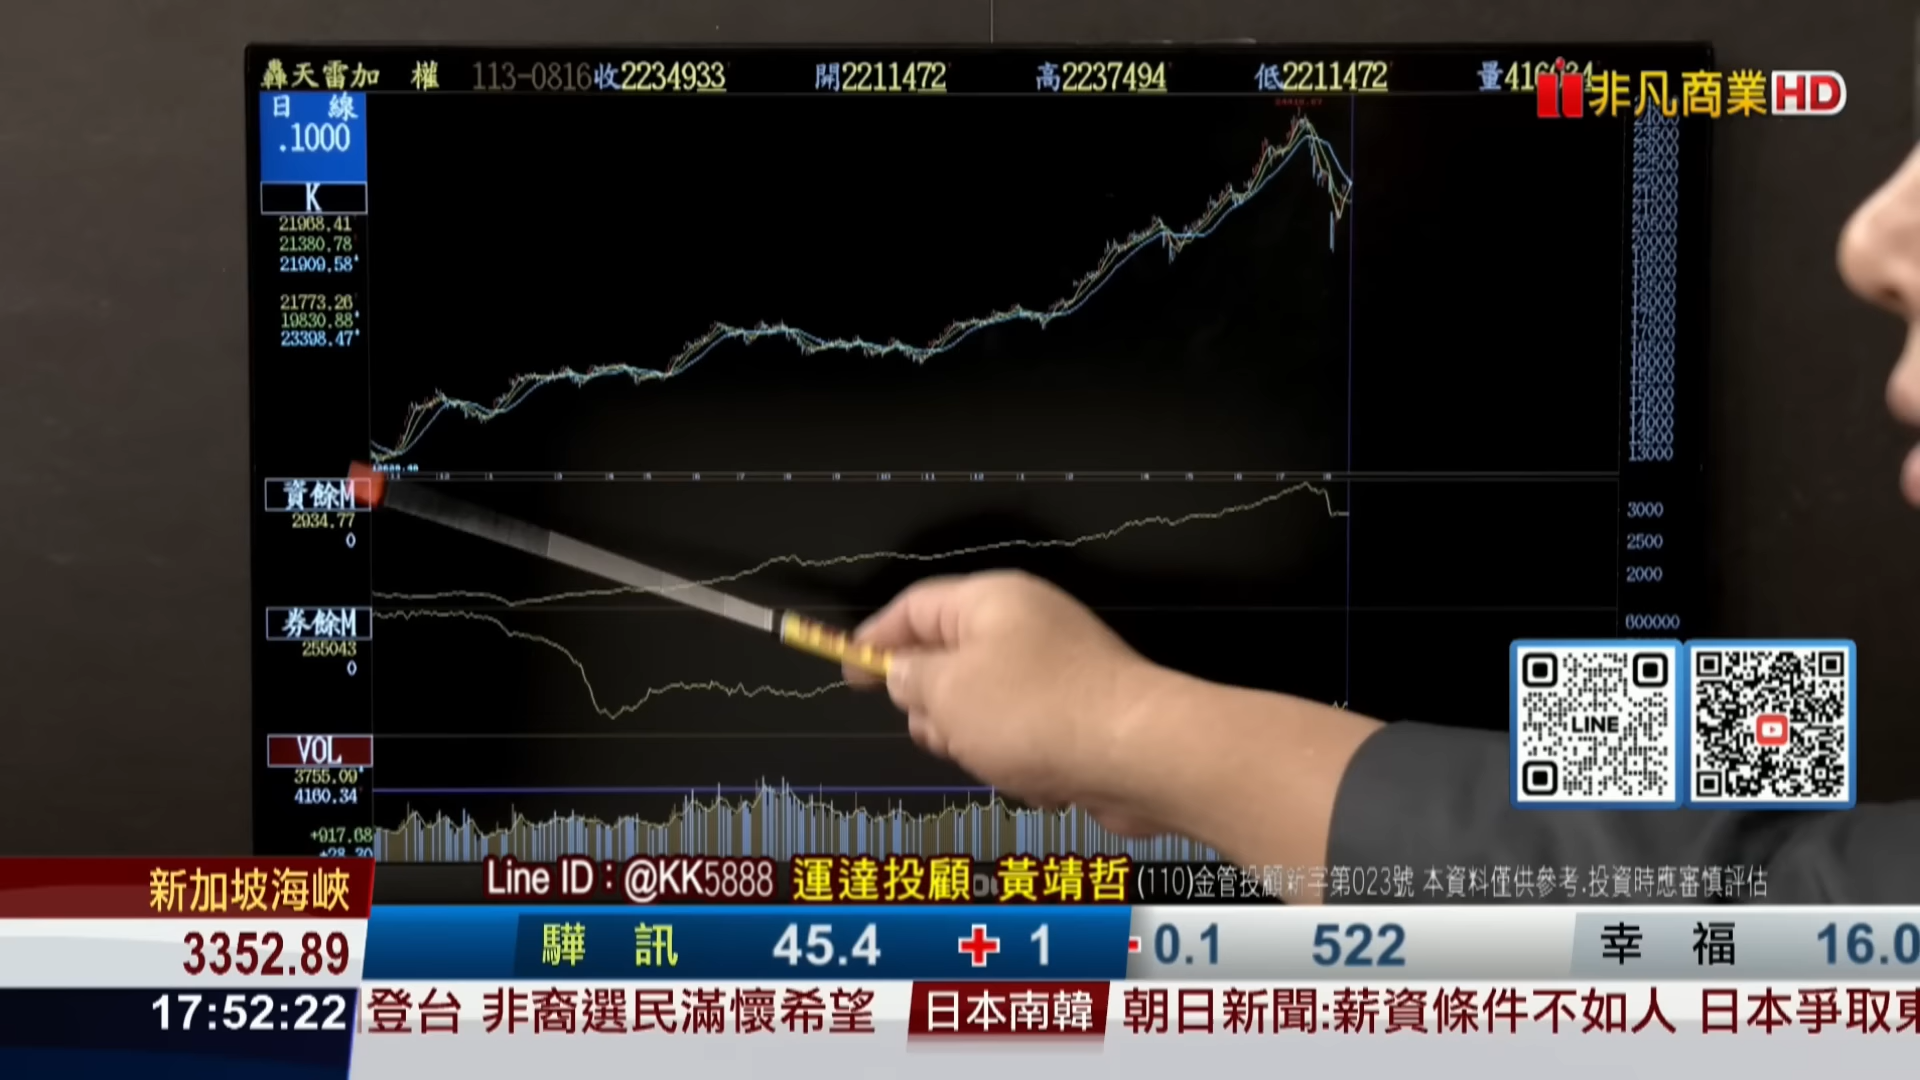 轟天雷加 權 113-0816 收2234933 開2211472 高2237494 低2211472
非凡商業HD
日 線
.1000
K
21968.41
21380.78
21909.58
21773.26
19830.88
23398.47
資餘M
2934.77
0
3000
2500
2000
券餘M
255043
0
600000
VOL
3755.09
4160.34
+917.68
LINE
Line ID：@KK5888 運達投顧 黃靖哲 (110)金管投顧新字第023號 本資料僅供參考.投資時應審慎評估
新加坡海峽
3352.89
驊 訊 45.4 + 1
0.1 522 幸 福 16.0
17:52:22
登台 非裔選民滿懷希望 日本南韓 朝日新聞:薪資條件不如人 日本爭取